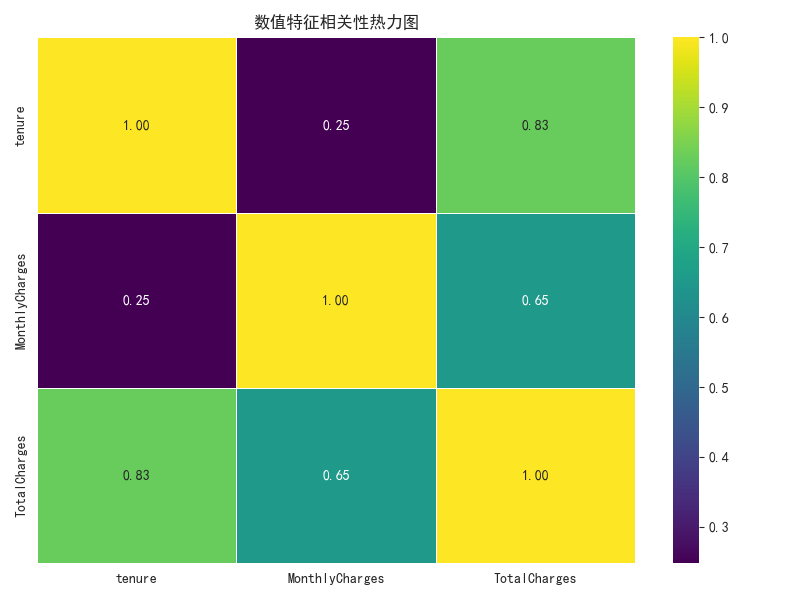 数值特征相关性热力图
tenure
1.00
0.25
0.83
MonthlyCharges
0.25
1.00
0.65
TotalCharges
0.83
0.65
1.00
tenure
MonthlyCharges
TotalCharges
1.0
0.9
0.8
0.7
0.6
0.5
0.4
0.3